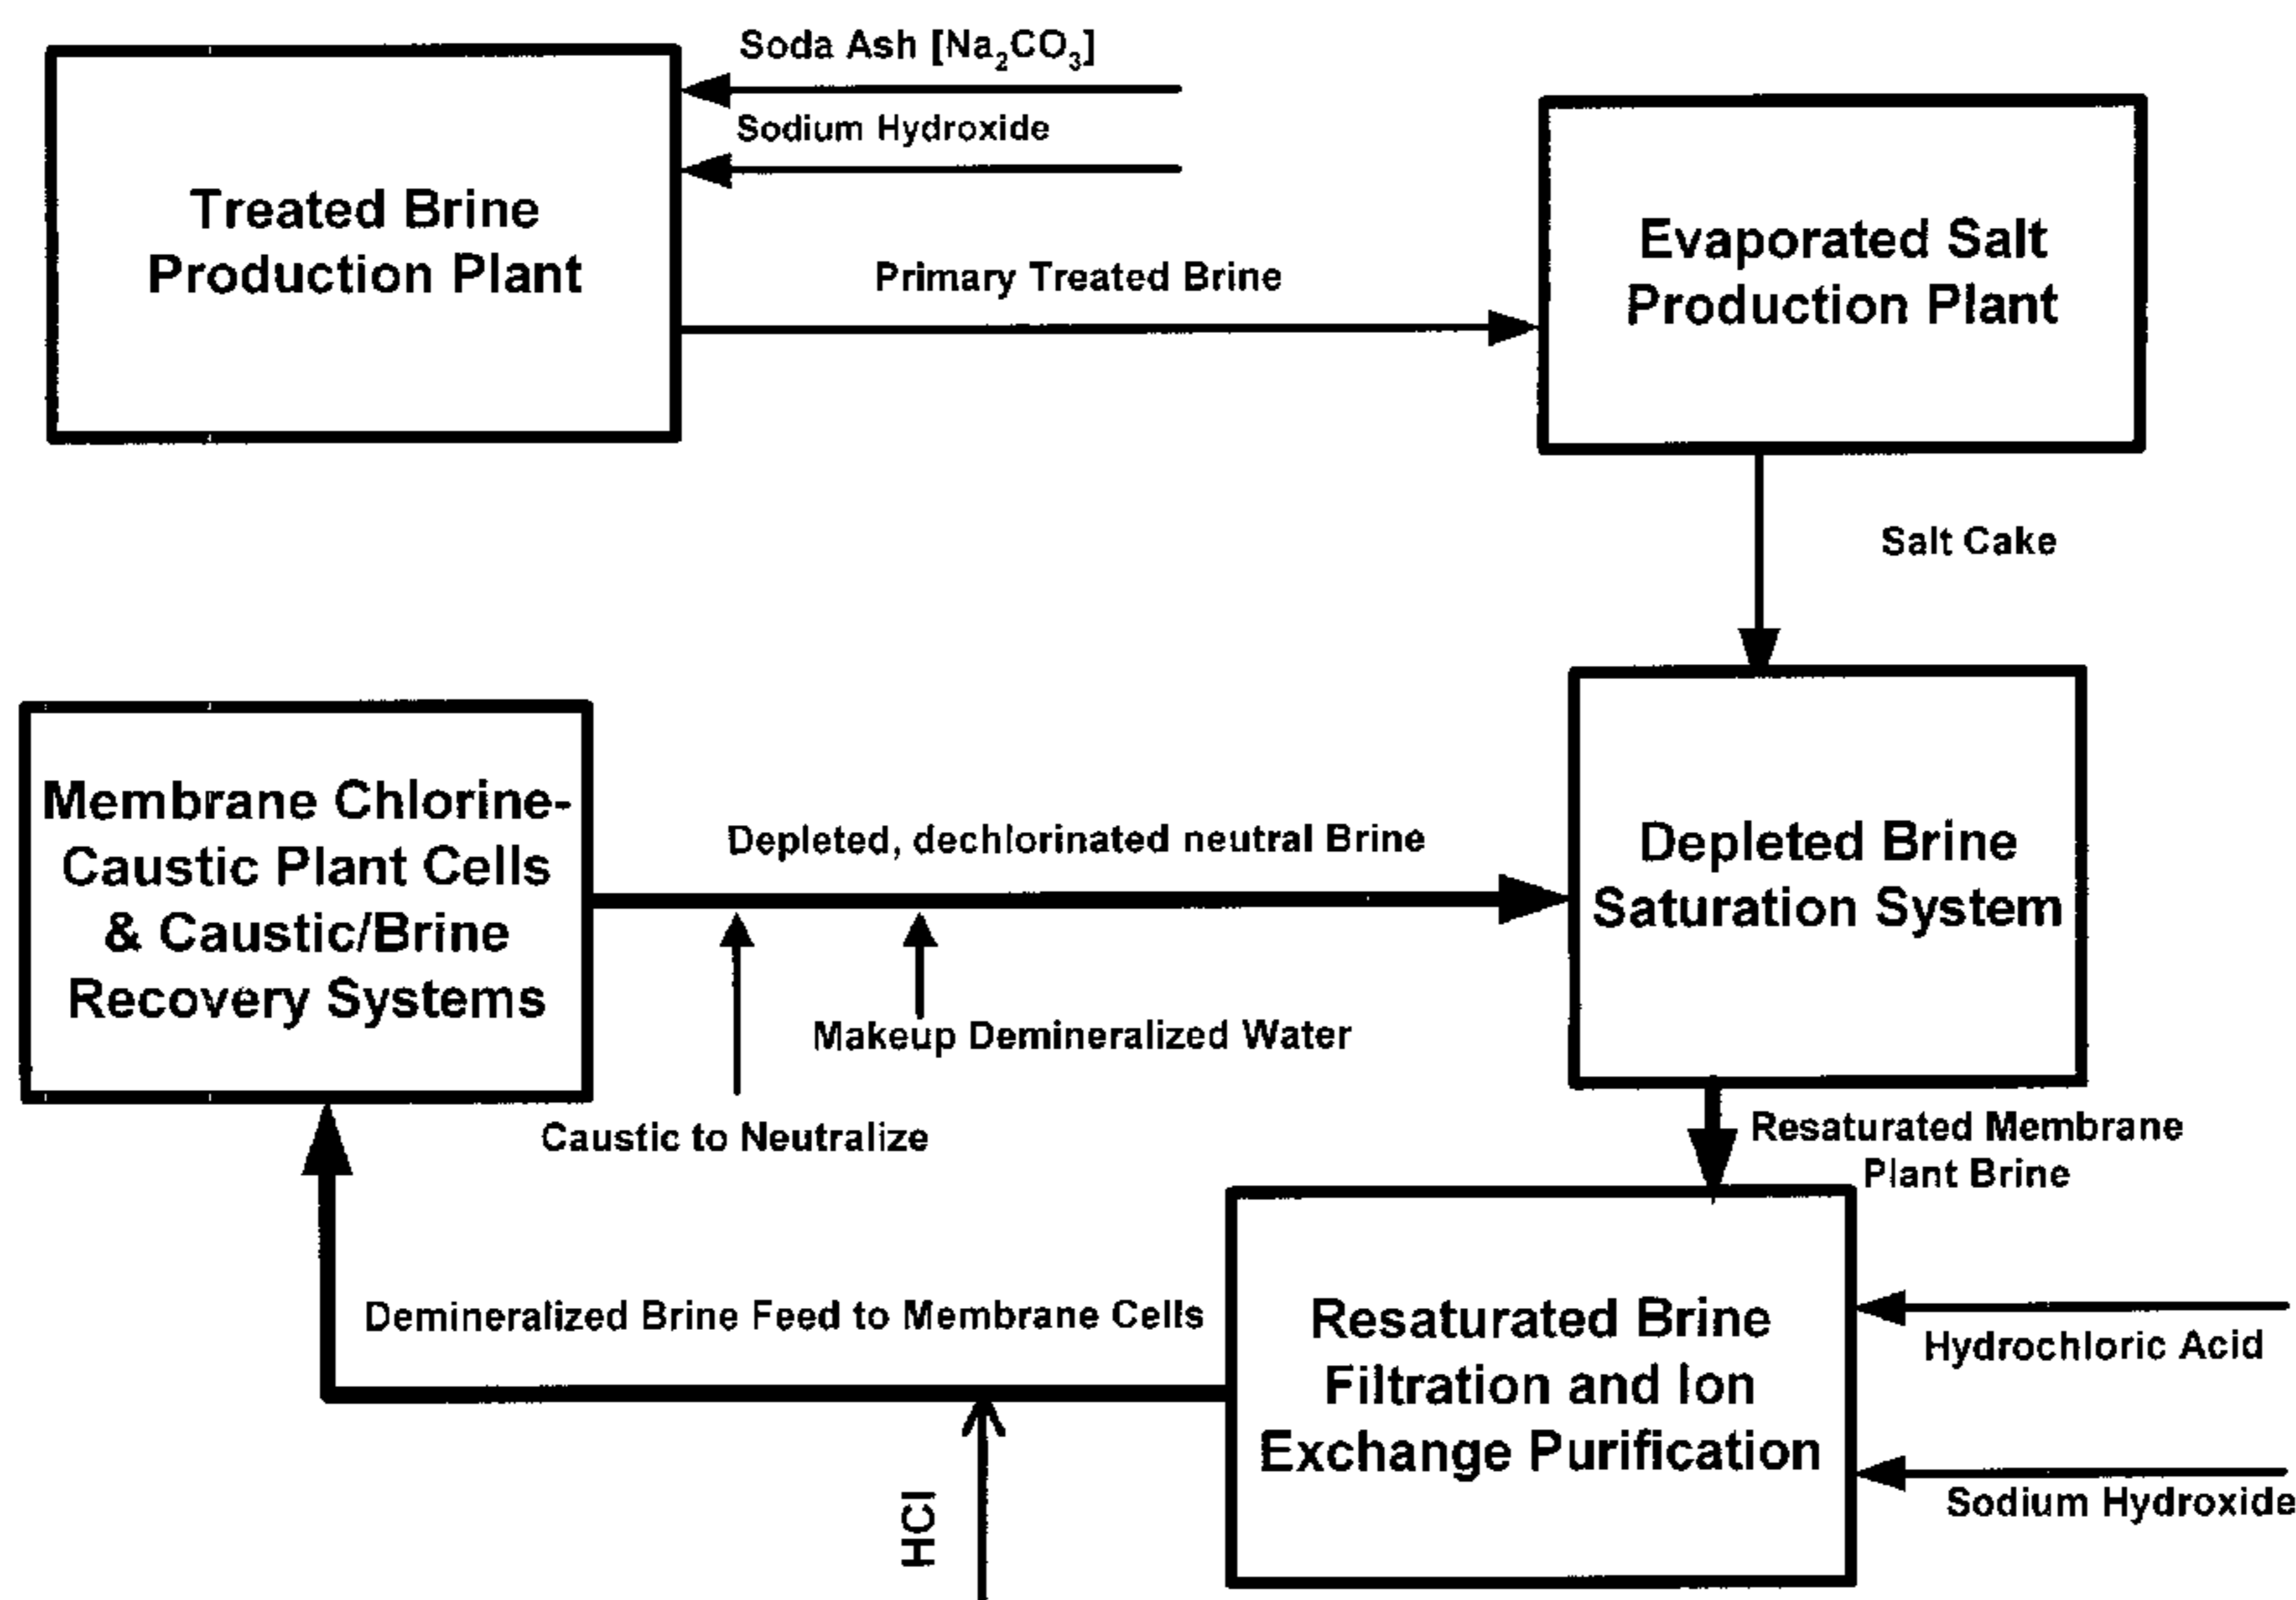 Soda Ash [Na₂CO₃]
Sodium Hydroxide
Treated Brine
Production Plant
Primary Treated Brine
Evaporated Salt
Production Plant
Salt Cake
Membrane Chlorine-
Caustic Plant Cells
& Caustic/Brine
Recovery Systems
Depleted, dechlorinated neutral Brine
Makeup Demineralized Water
Caustic to Neutralize
Depleted Brine
Saturation System
Resaturated Membrane
Plant Brine
Demineralized Brine Feed to Membrane Cells
HCl
Resaturated Brine
Filtration and Ion
Exchange Purification
Hydrochloric Acid
Sodium Hydroxide